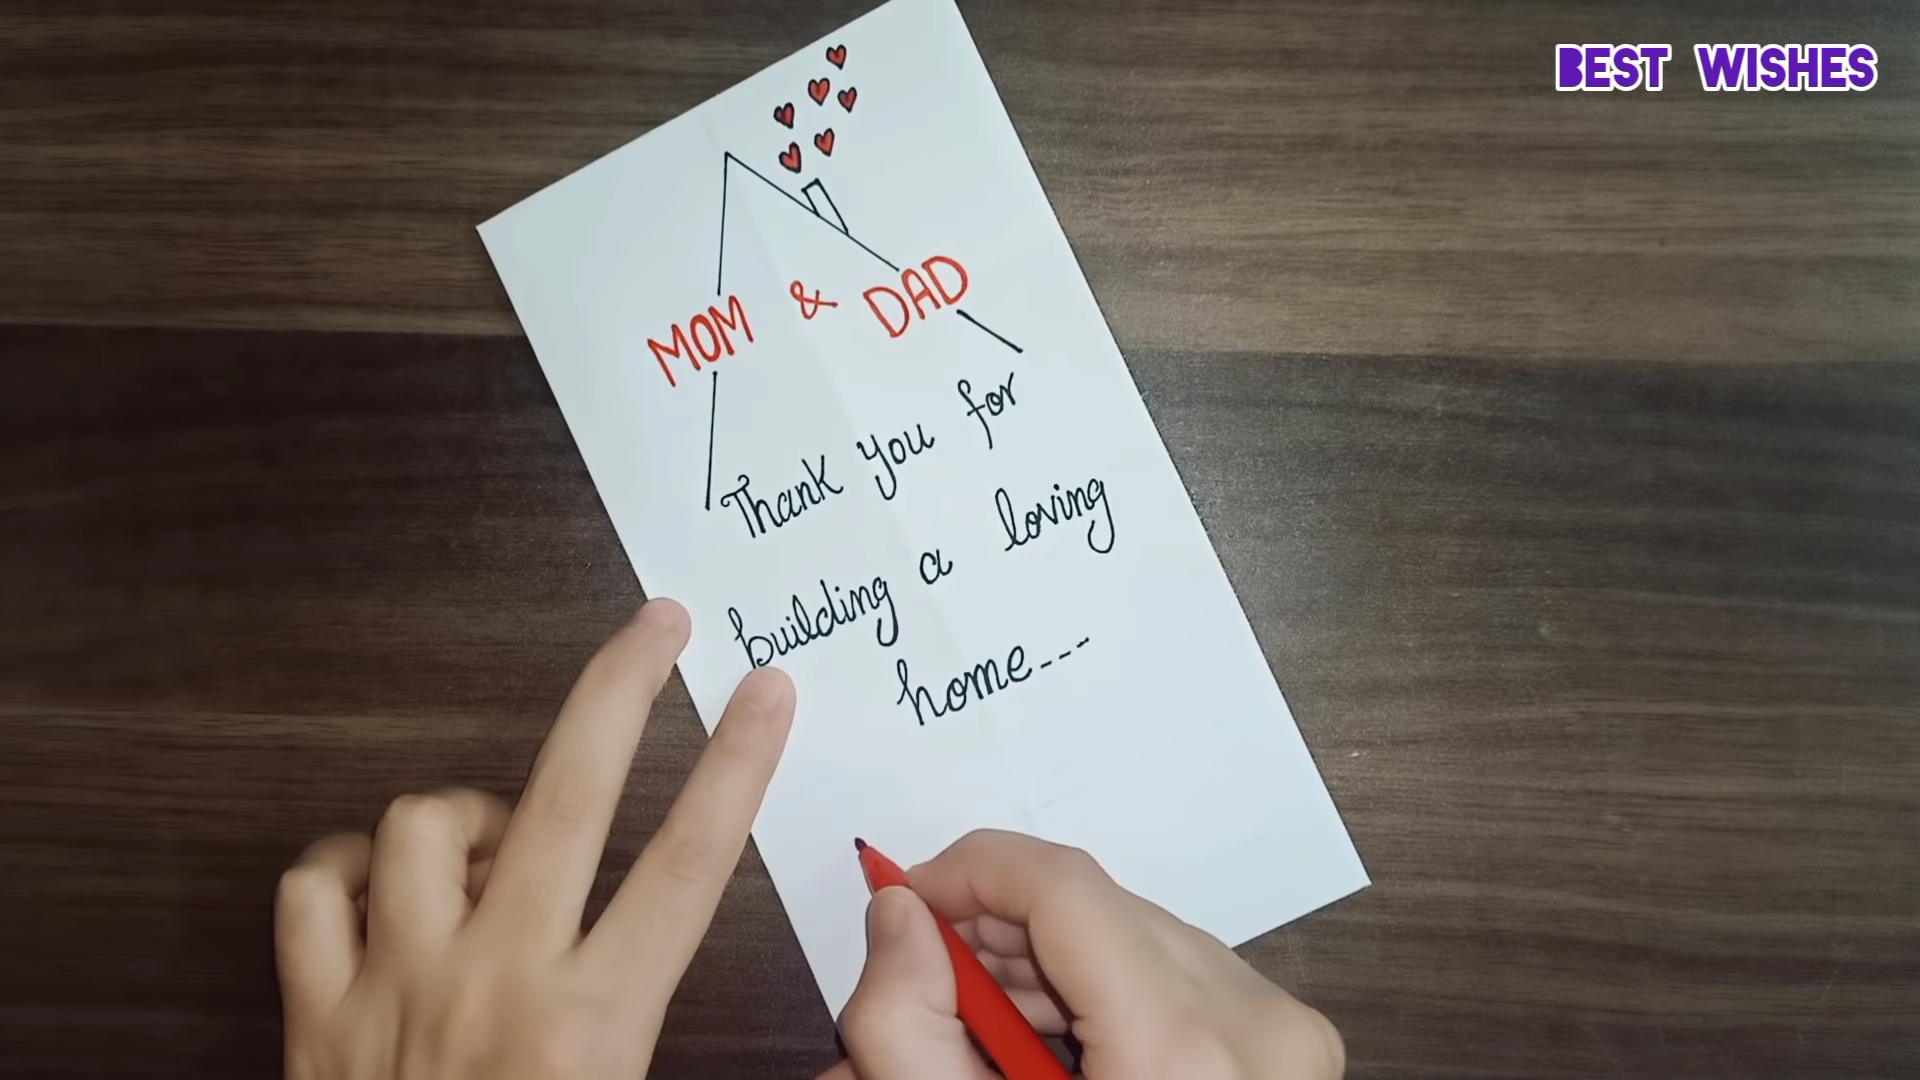 BEST WISHES
MOM & DAD
Thank you for
building a loving
home---